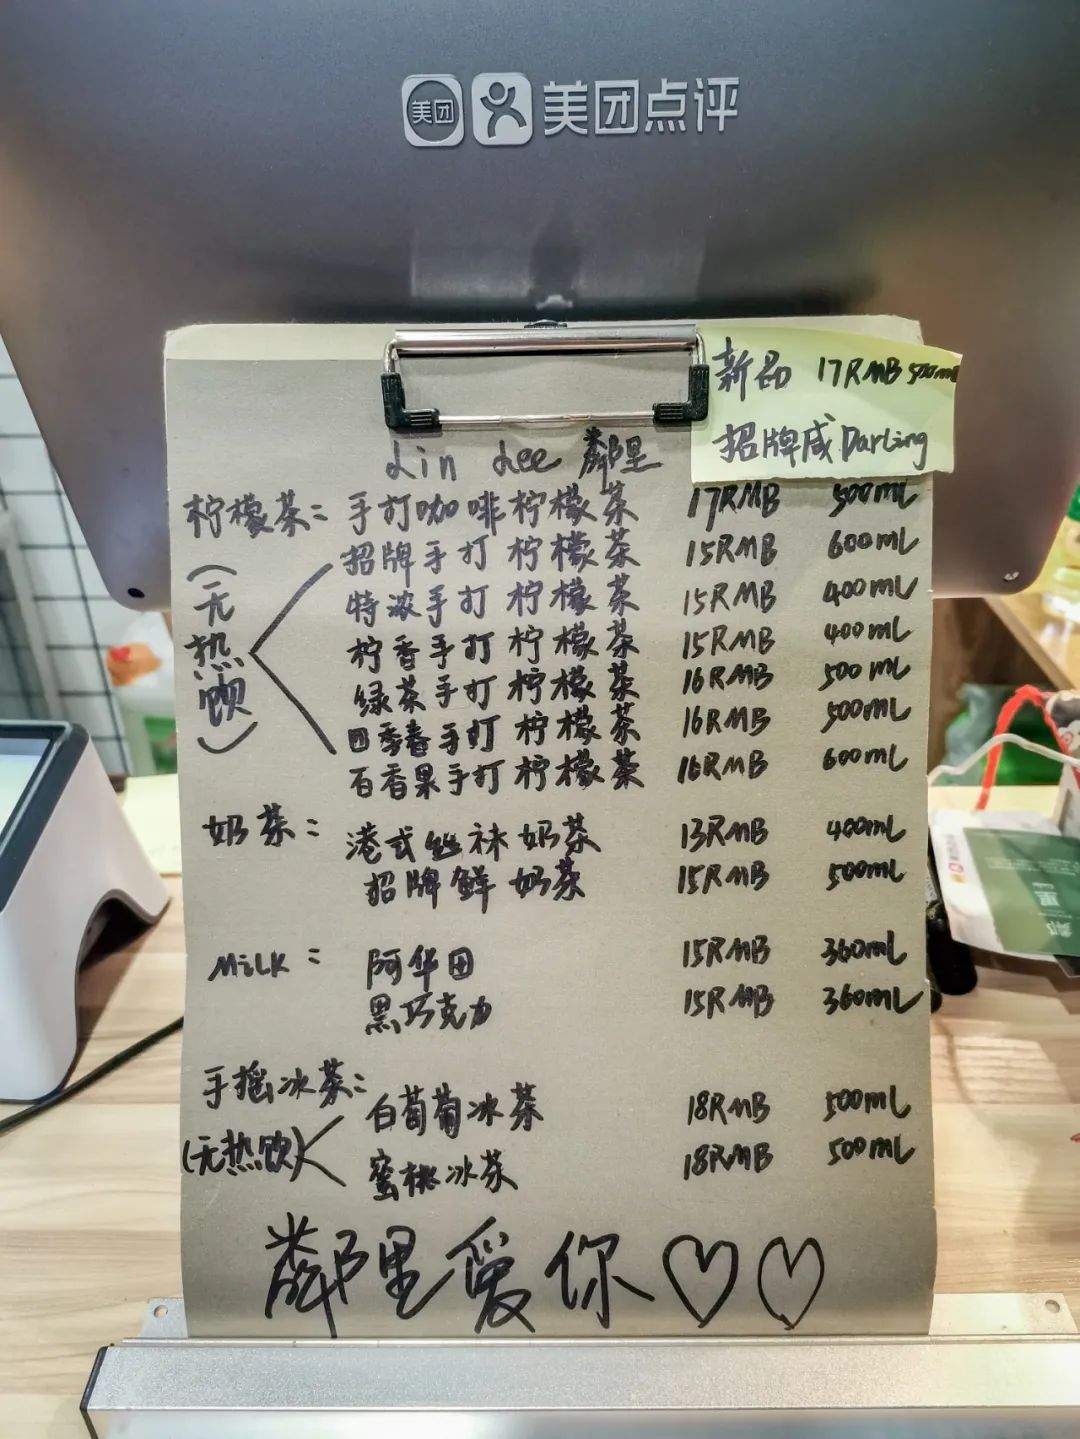 美团 美团点评
新品 17RMB 500mL
招牌咸Darling
Lin Lee 鄰里
柠檬茶: 手打咖啡柠檬茶 17RMB 500mL
(无热饮) 招牌手打柠檬茶 15RMB 600mL
特浓手打柠檬茶 15RMB 400mL
柠香手打柠檬茶 15RMB 400mL
绿茶手打柠檬茶 16RMB 500mL
四季春手打柠檬茶 16RMB 500mL
百香果手打柠檬茶 16RMB 600mL
奶茶: 港式丝袜奶茶 13RMB 400mL
招牌鲜奶茶 15RMB 500mL
MiLK: 阿华田 15RMB 360mL
黑巧克力 15RMB 360mL
手摇冰茶:
白葡萄冰茶 18RMB 500mL
(无热饮) 蜜桃冰茶 18RMB 500mL
鄰里爱你♡♡